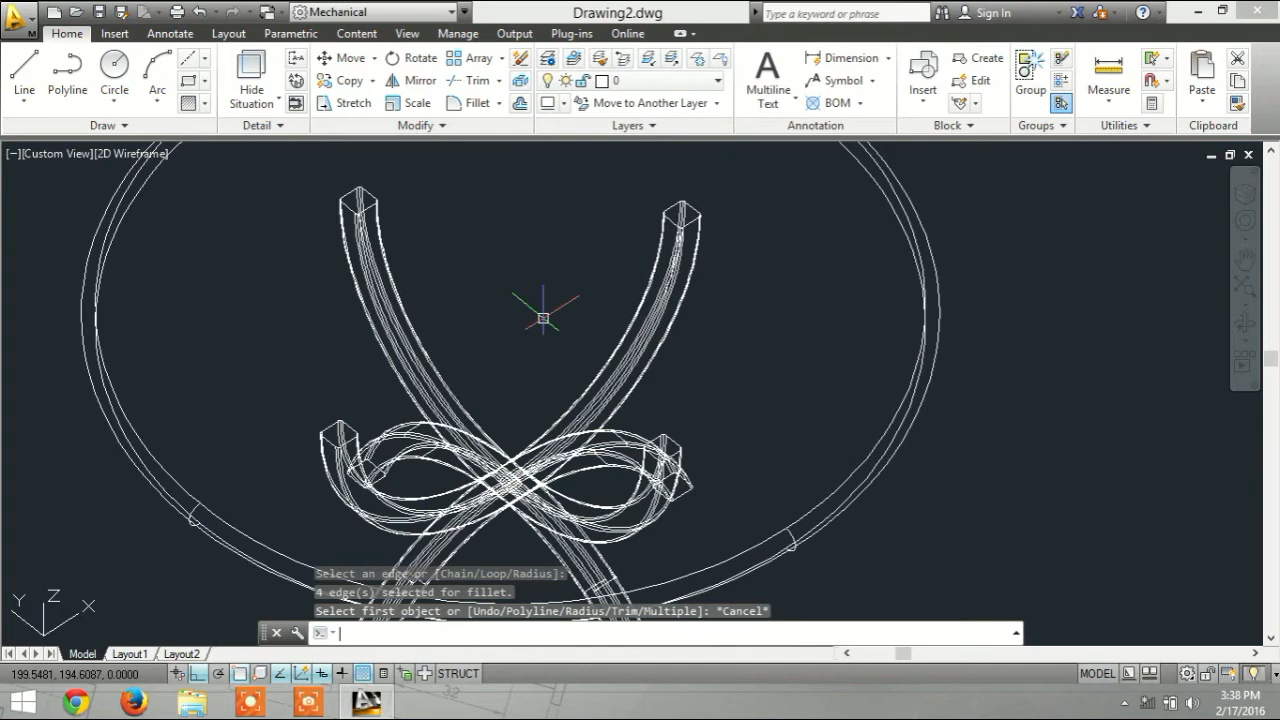 Mechanical
Drawing2.dwg
Type a keyword or phrase
Sign In
M
Home Insert Annotate Layout Parametric Content View Manage Output Plug-ins Online
Line Polyline Circle Arc
Hide Situation
Move Rotate Array
Copy Mirror Trim
Stretch Scale Fillet
0
Move to Another Layer
Multiline Text
Dimension
Symbol
BOM
Insert
Create
Edit
Group
Measure
Paste
Draw Detail Modify Layers Annotation Block Groups Utilities Clipboard
[−][Custom View][2D Wireframe]
Select an edge or [Chain/Loop/Radius]:
4 edge(s) selected for fillet.
Select first object or [Undo/Polyline/Radius/Trim/Multiple]: *Cancel*
Y Z X
Model Layout1 Layout2
199.5481, 194.6087, 0.0000
STRUCT
MODEL
32
3:38 PM
2/17/2016